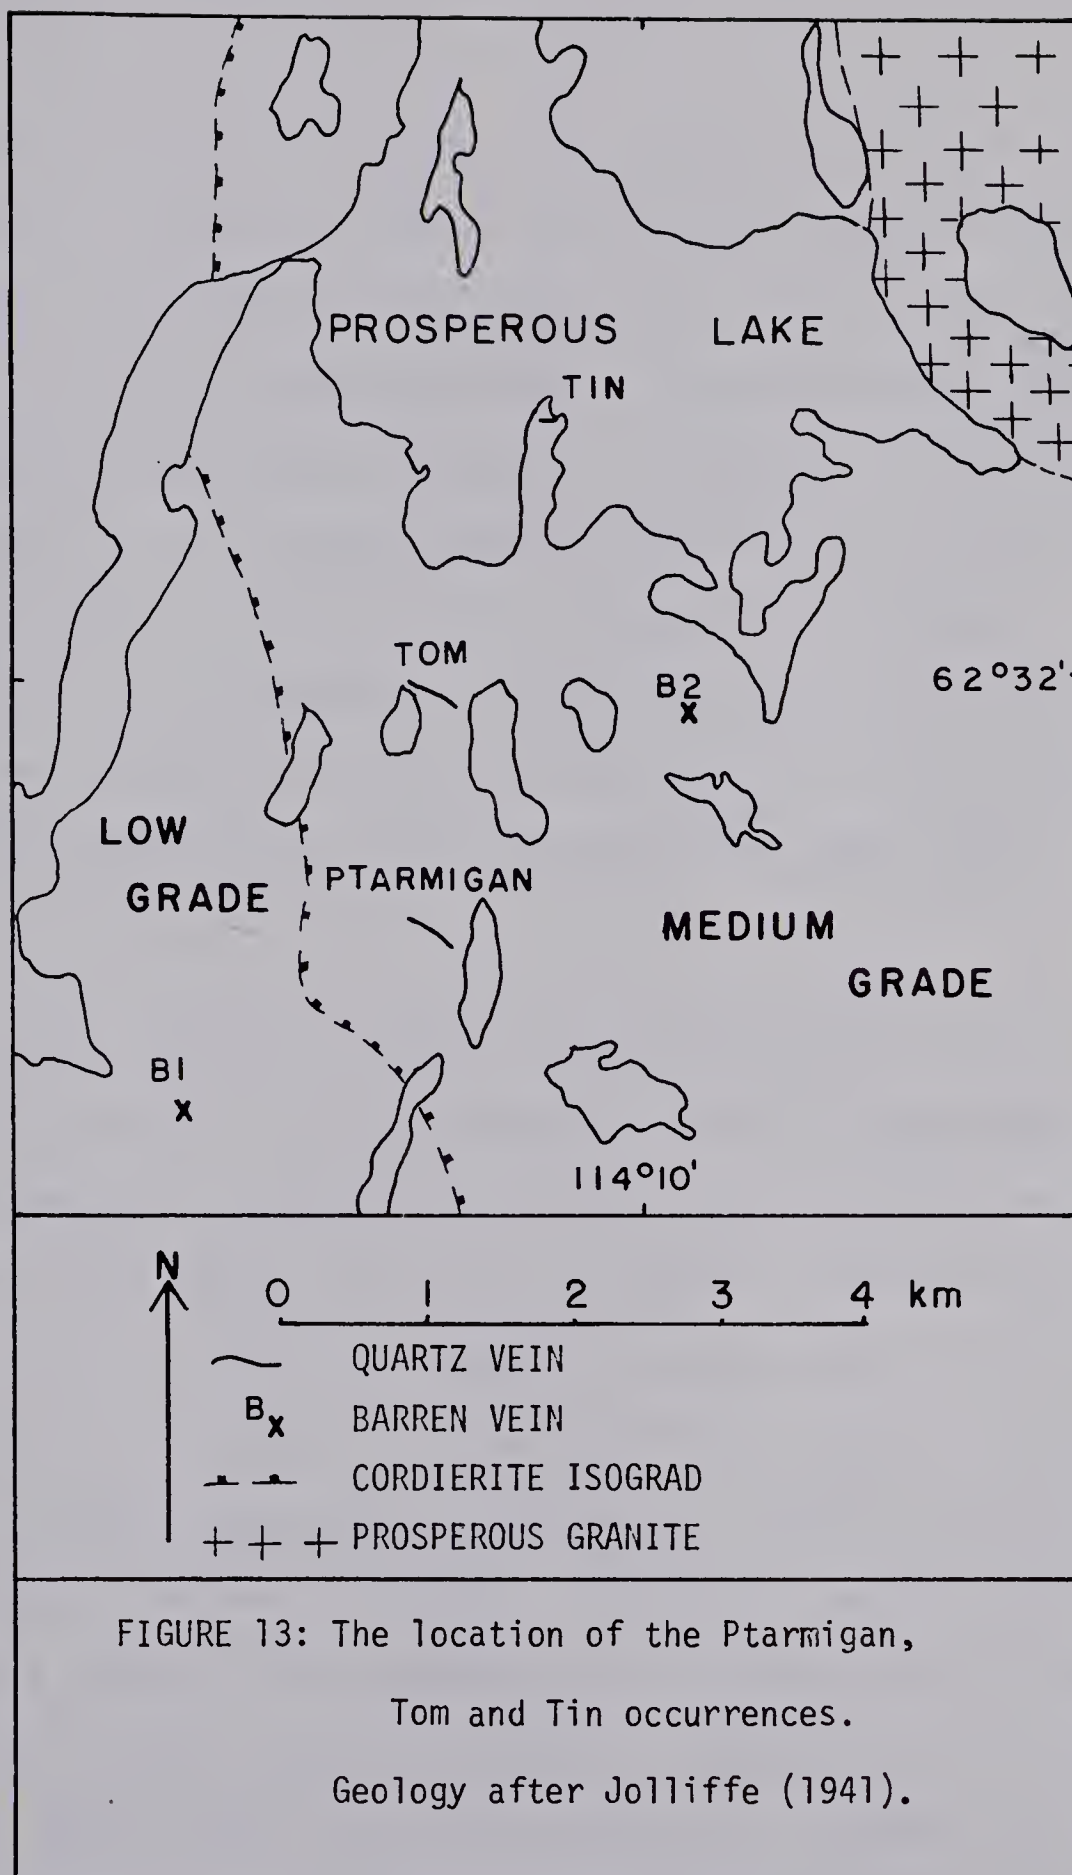 PROSPEROUS LAKE
TIN
TOM
B2
62°32'
LOW
GRADE
PTARMIGAN
MEDIUM
GRADE
B1
114°10'
N
0 1 2 3 4 km
QUARTZ VEIN
Bx BARREN VEIN
CORDIERITE ISOGRAD
PROSPEROUS GRANITE
FIGURE 13: The location of the Ptarmigan,
Tom and Tin occurrences.
Geology after Jolliffe (1941).